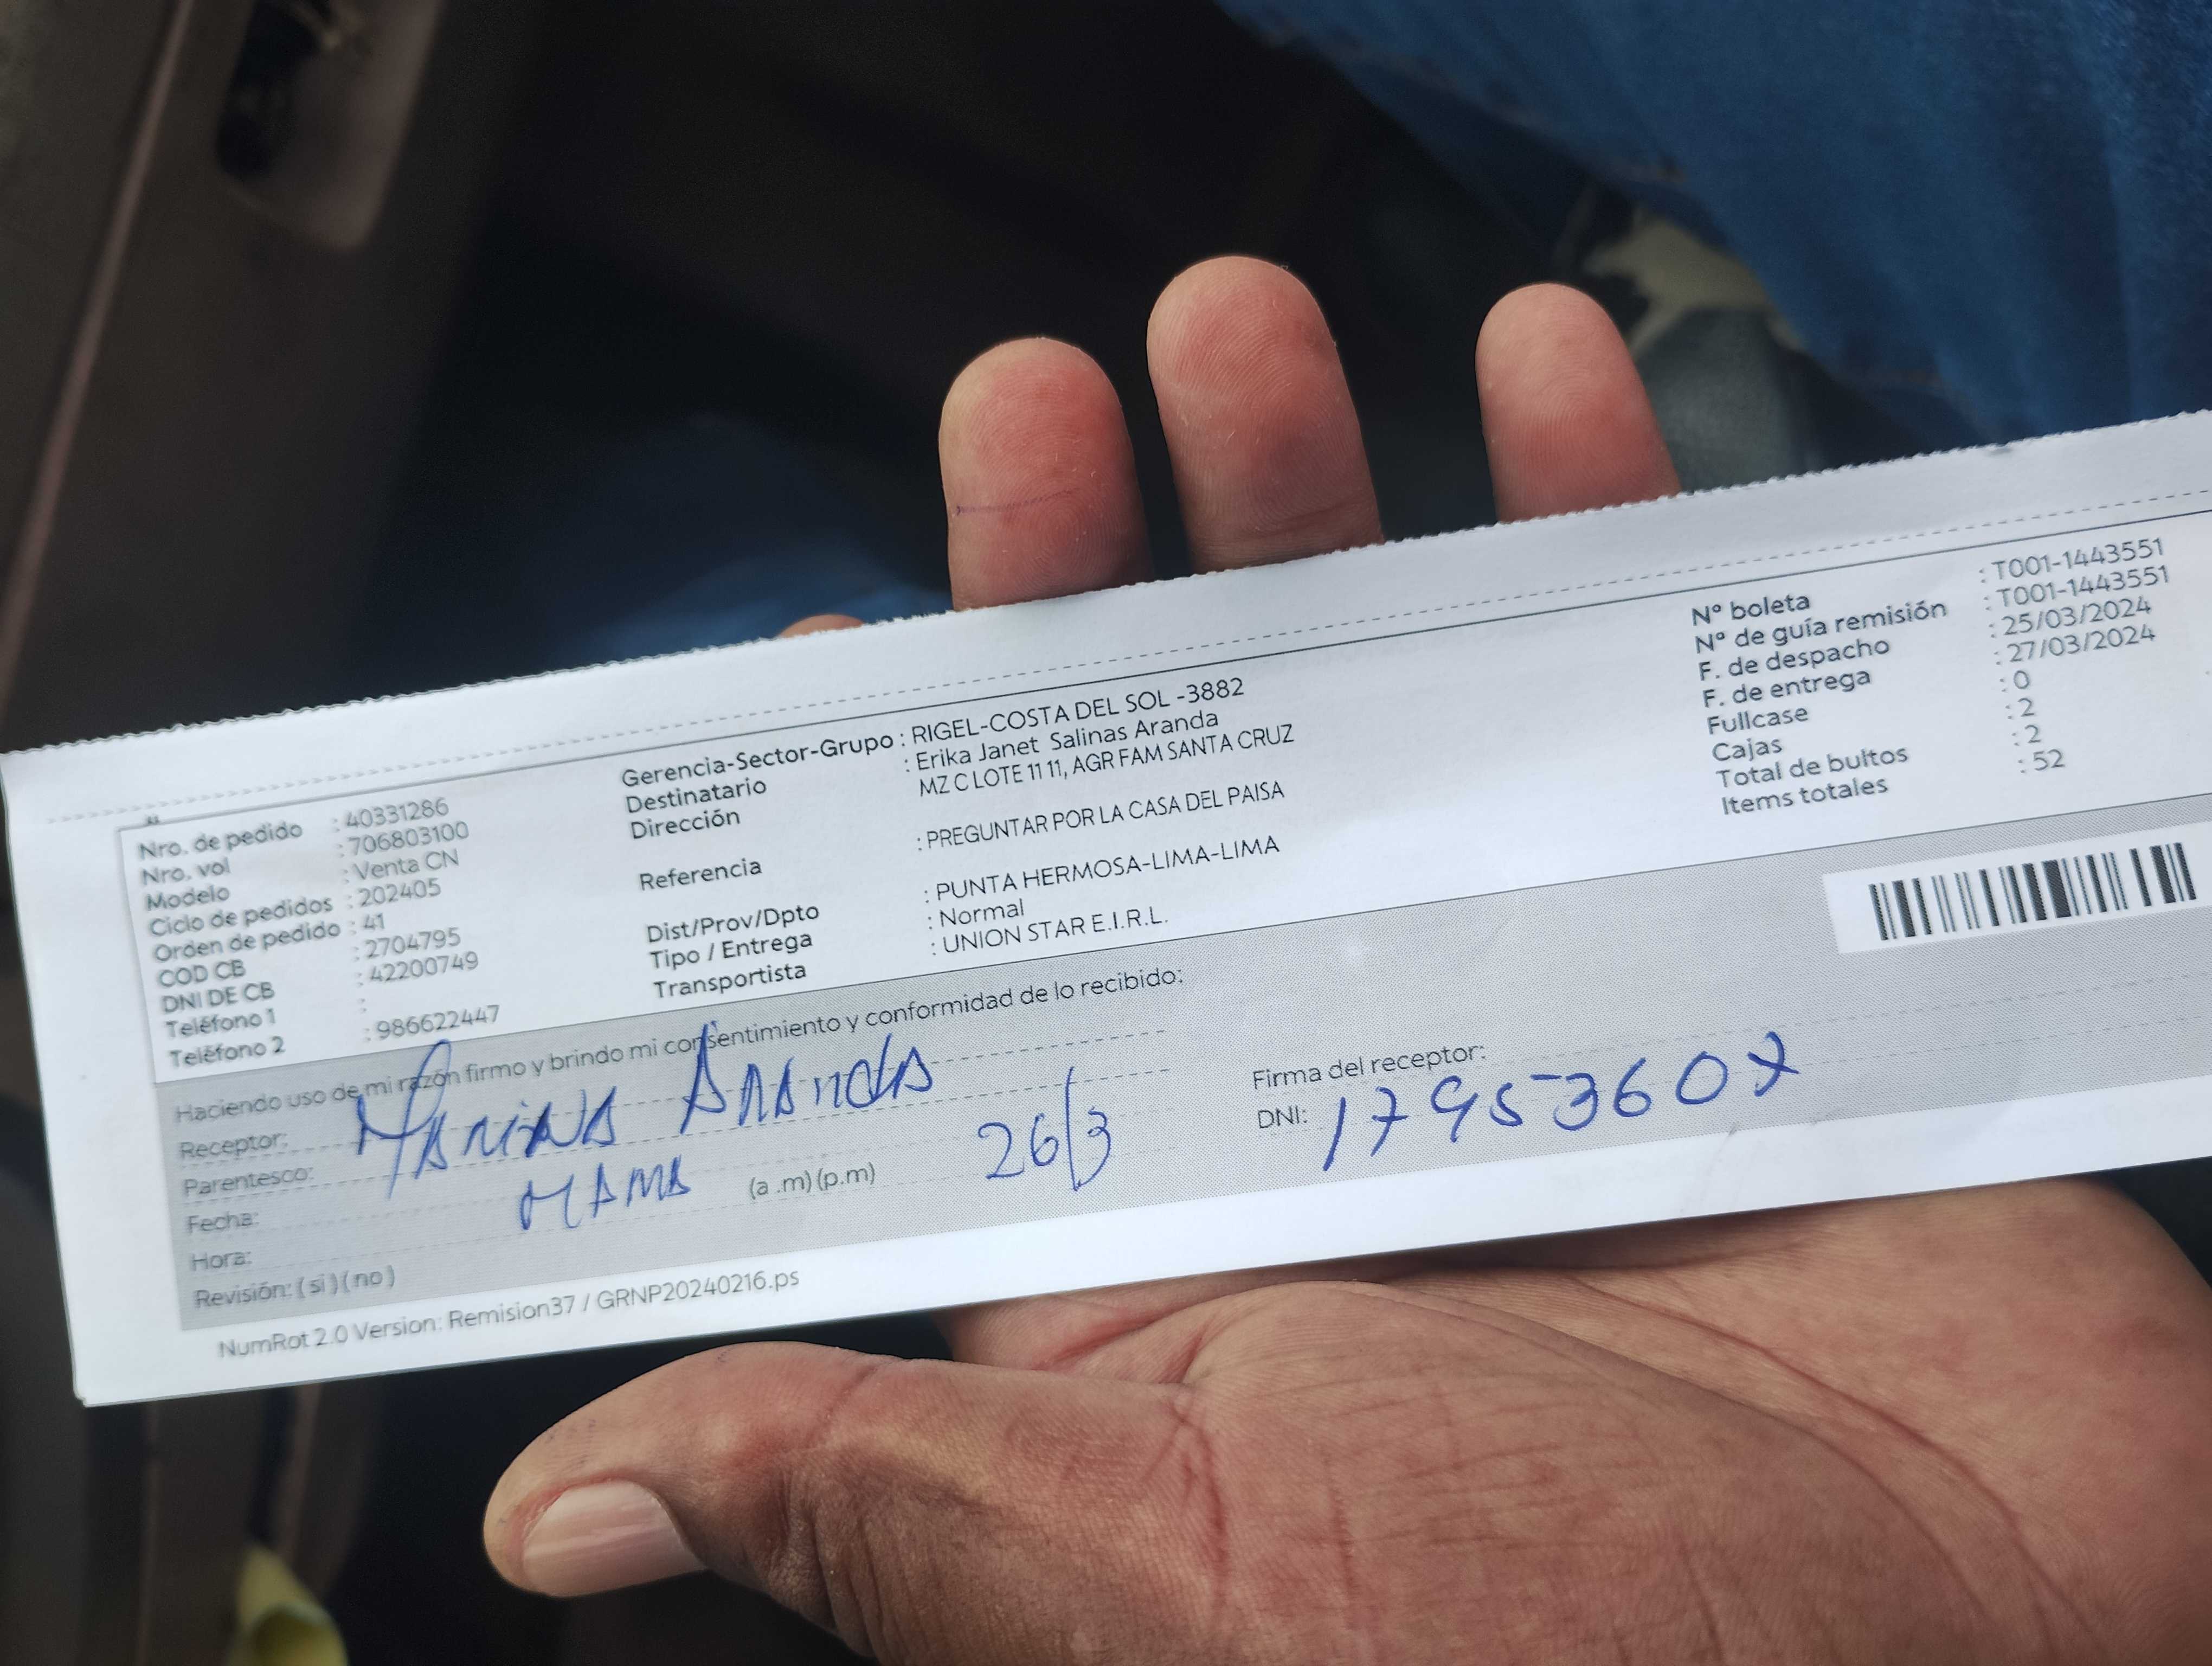 Nro. de pedido : 40331286
Nro. vol : 706803100
Modelo : Venta CN
Ciclo de pedidos : 202405
Orden de pedido : 41
COD CB : 2704795
DNI DE CB : 42200749
Teléfono 1 :
Teléfono 2 : 986622447
Gerencia-Sector-Grupo : RIGEL-COSTA DEL SOL -3882
Destinatario : Erika Janet Salinas Aranda
Dirección MZ C LOTE 11 11, AGR FAM SANTA CRUZ
Referencia : PREGUNTAR POR LA CASA DEL PAISA
Dist/Prov/Dpto : PUNTA HERMOSA-LIMA-LIMA
Tipo / Entrega : Normal
Transportista : UNION STAR E.I.R.L.
Nº boleta : T001-1443551
Nº de guía remisión : T001-1443551
F. de despacho : 25/03/2024
F. de entrega : 27/03/2024
Fullcase : 0
Cajas : 2
Total de bultos : 2
Items totales : 52
Haciendo uso de mi razón firmo y brindo mi consentimiento y conformidad de lo recibido:
Receptor: Aranda
Parentesco: MAMA
Fecha: 26/3
Hora: (a .m) (p.m)
Revisión: ( si ) ( no )
Firma del receptor:
DNI: 1795360
NumRot 2.0 Version: Remision37 / GRNP20240216.ps